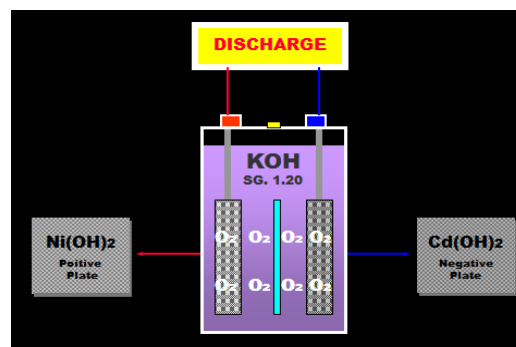 DISCHARGE
KOH
SG. 1.20
Ni(OH)₂
Poitive
Plate
O₂ O₂ O₂ O₂
O₂ O₂ O₂ O₂
Cd(OH)₂
Negative
Plate